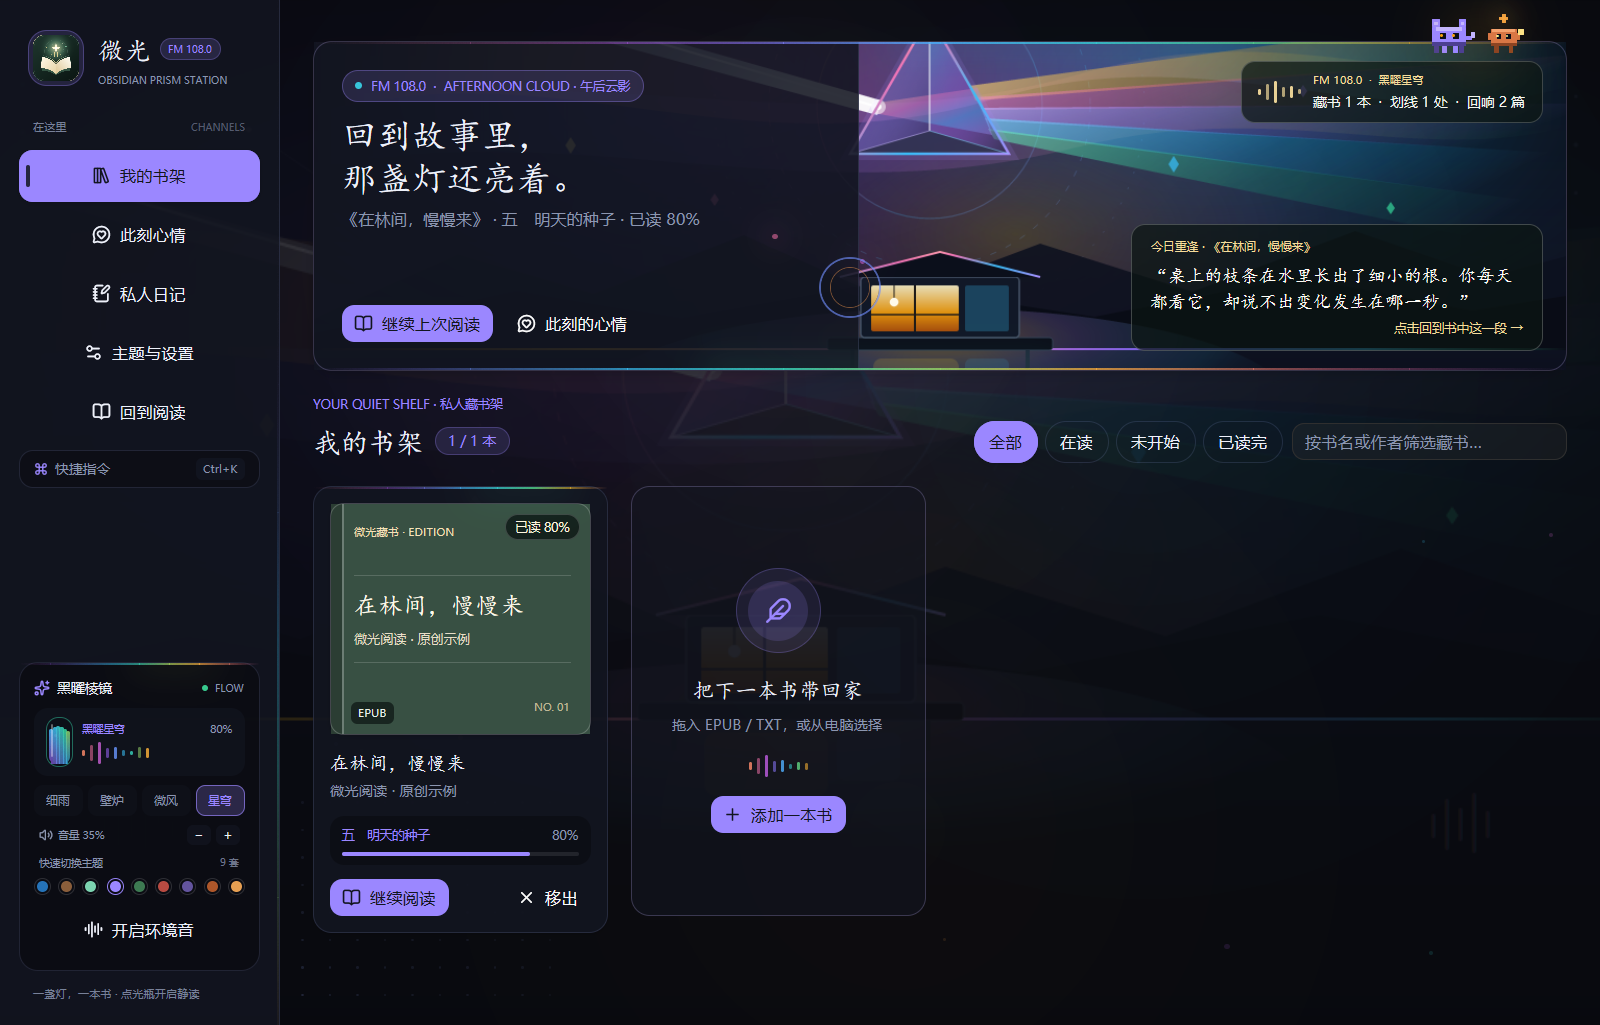 微光 FM 108.0
OBSIDIAN PRISM STATION
在这里 CHANNELS
我的书架
此刻心情
私人日记
主题与设置
回到阅读
快捷指令 Ctrl+K
黑曜棱镜 FLOW
黑曜星穹 80%
细雨 壁炉 微风 星穹
音量 35% − +
快速切换主题 9 套
开启环境音
一盏灯，一本书 · 点光瓶开启静读
FM 108.0 · AFTERNOON CLOUD · 午后云影
回到故事里，
那盏灯还亮着。
《在林间，慢慢来》 · 五 明天的种子 · 已读 80%
继续上次阅读 此刻的心情
FM 108.0 · 黑曜星穹
藏书 1 本 · 划线 1 处 · 回响 2 篇
今日重逢 · 《在林间，慢慢来》
“桌上的枝条在水里长出了细小的根。你每天
都看它，却说不出变化发生在哪一秒。”
点击回到书中这一段 →
YOUR QUIET SHELF · 私人藏书架
我的书架 1 / 1 本
全部 在读 未开始 已读完 按书名或作者筛选藏书...
微光藏书 · EDITION 已读 80%
在林间，慢慢来
微光阅读 · 原创示例
EPUB NO. 01
在林间，慢慢来
微光阅读 · 原创示例
五 明天的种子 80%
继续阅读 移出
把下一本书带回家
拖入 EPUB / TXT，或从电脑选择
添加一本书